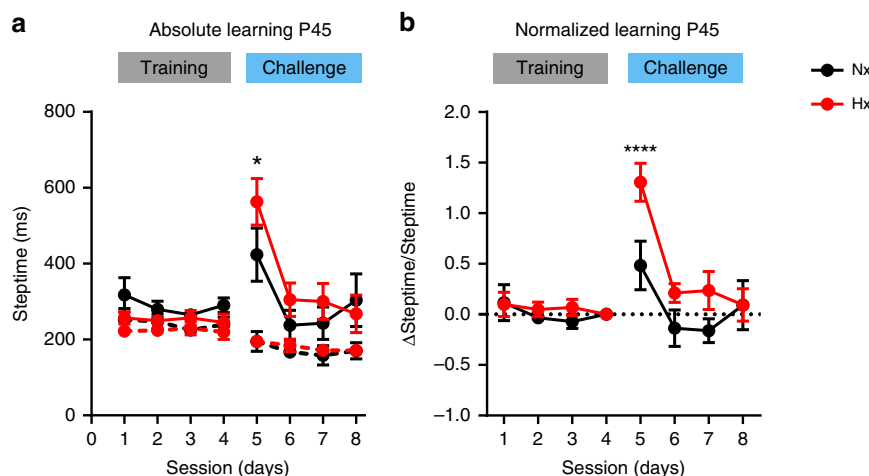 a
Absolute learning P45
Training
Challenge
800
600
400
200
0
Steptime (ms)
*
0 1 2 3 4 5 6 7 8
Session (days)
b
Normalized learning P45
Training
Challenge
2.0
1.5
1.0
0.5
0.0
–0.5
–1.0
ΔSteptime/Steptime
****
1 2 3 4 5 6 7 8
Session (days)
Nx
Hx